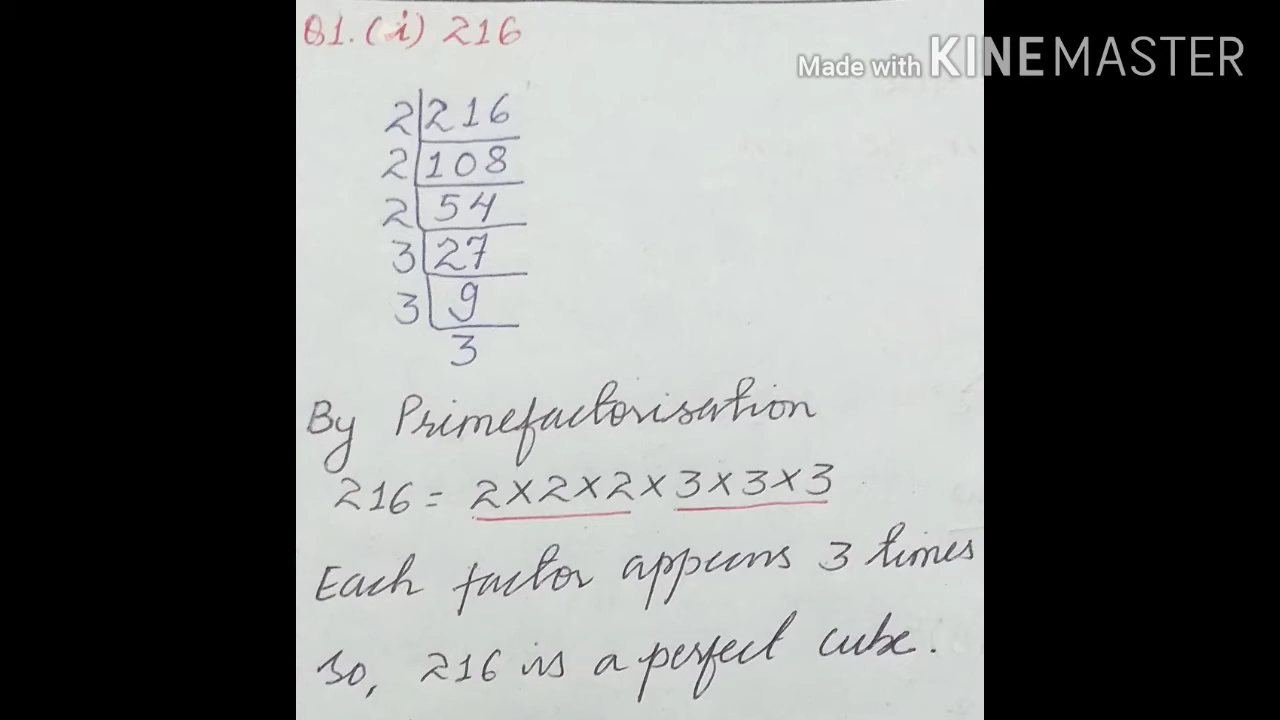 Q1. (i) 216
Made with KINEMASTER
2 | 216
2 | 108
2 | 54
3 | 27
3 | 9
3
By Primefactorisation
216 = 2×2×2×3×3×3
Each factor appears 3 times
So, 216 is a perfect cube.